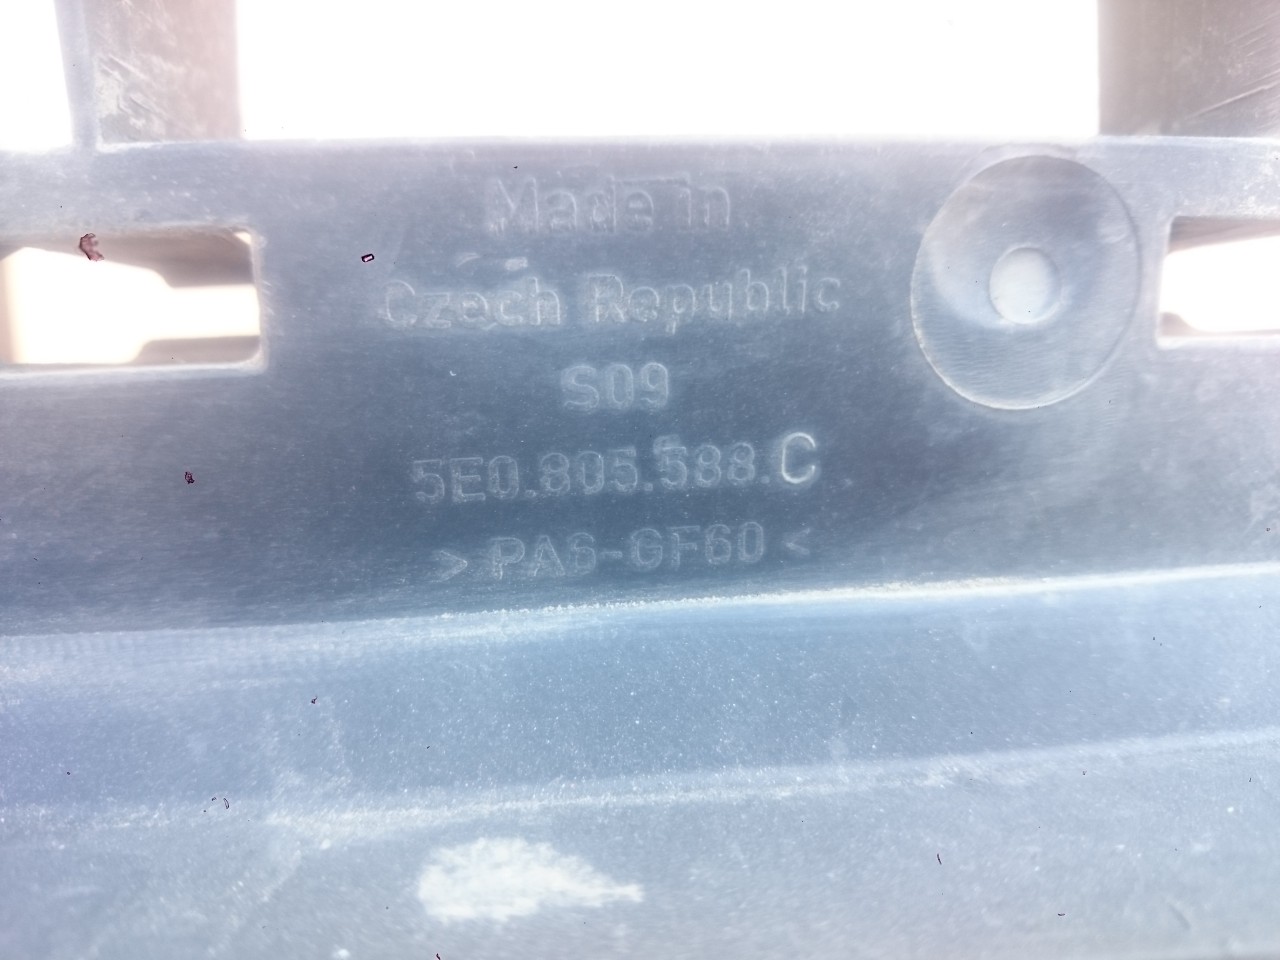 Made in
Czech Republic
S09
5E0.805.588.C
> PA6-GF60 <